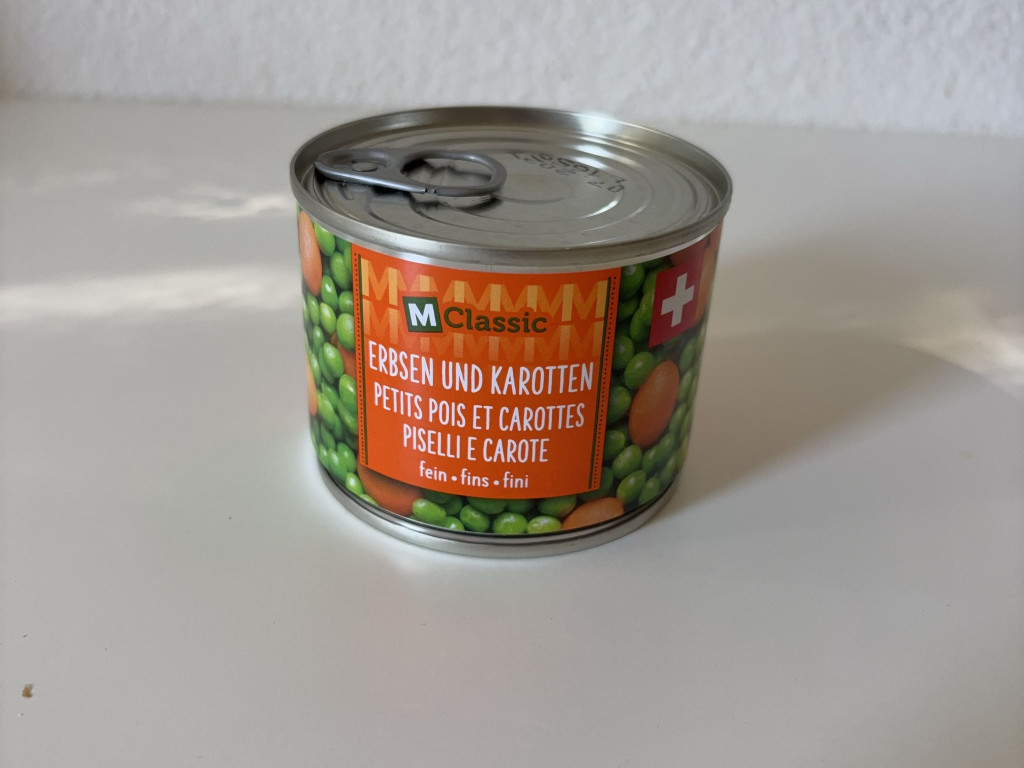 M Classic
ERBSEN UND KAROTTEN
PETITS POIS ET CAROTTES
PISELLI E CAROTE
fein • fins • fini